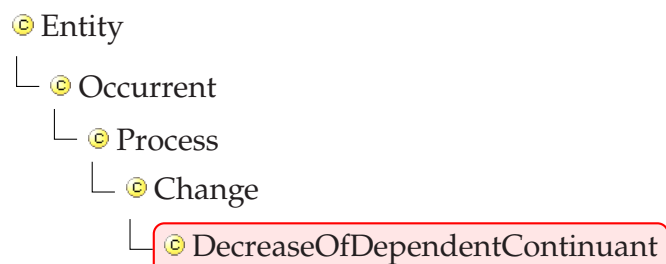 Entity
Occurrent
Process
Change
DecreaseOfDependentContinuant